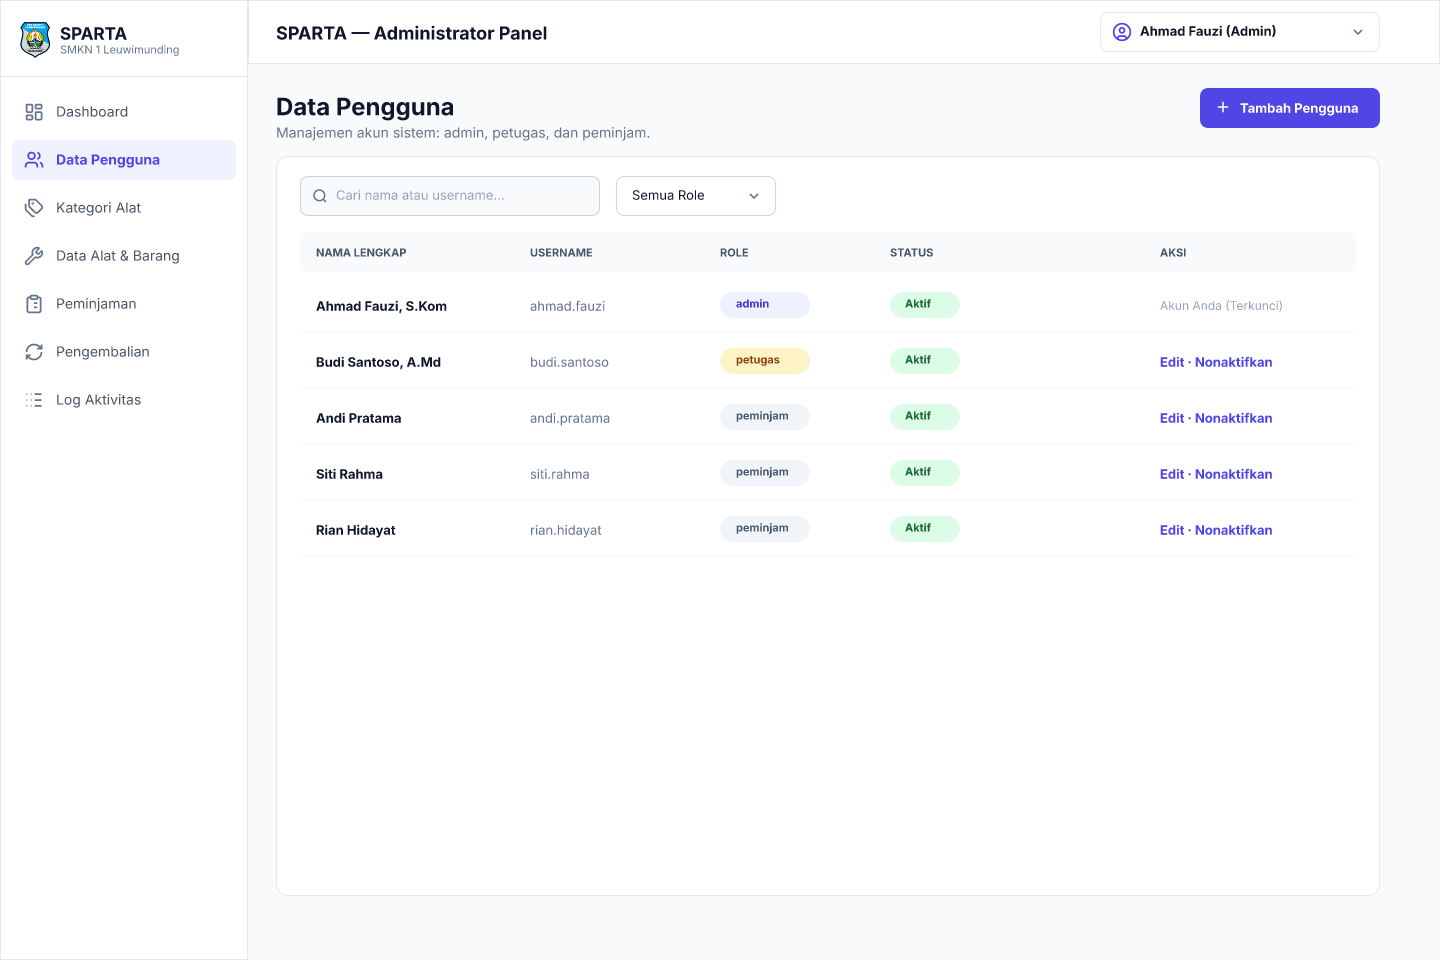 SPARTA
SMKN 1 Leuwimunding
Dashboard
Data Pengguna
Kategori Alat
Data Alat & Barang
Peminjaman
Pengembalian
Log Aktivitas
SPARTA — Administrator Panel
Ahmad Fauzi (Admin)
Data Pengguna
Manajemen akun sistem: admin, petugas, dan peminjam.
Tambah Pengguna
Cari nama atau username...
Semua Role
NAMA LENGKAP USERNAME ROLE STATUS AKSI
Ahmad Fauzi, S.Kom ahmad.fauzi admin Aktif Akun Anda (Terkunci)
Budi Santoso, A.Md budi.santoso petugas Aktif Edit · Nonaktifkan
Andi Pratama andi.pratama peminjam Aktif Edit · Nonaktifkan
Siti Rahma siti.rahma peminjam Aktif Edit · Nonaktifkan
Rian Hidayat rian.hidayat peminjam Aktif Edit · Nonaktifkan